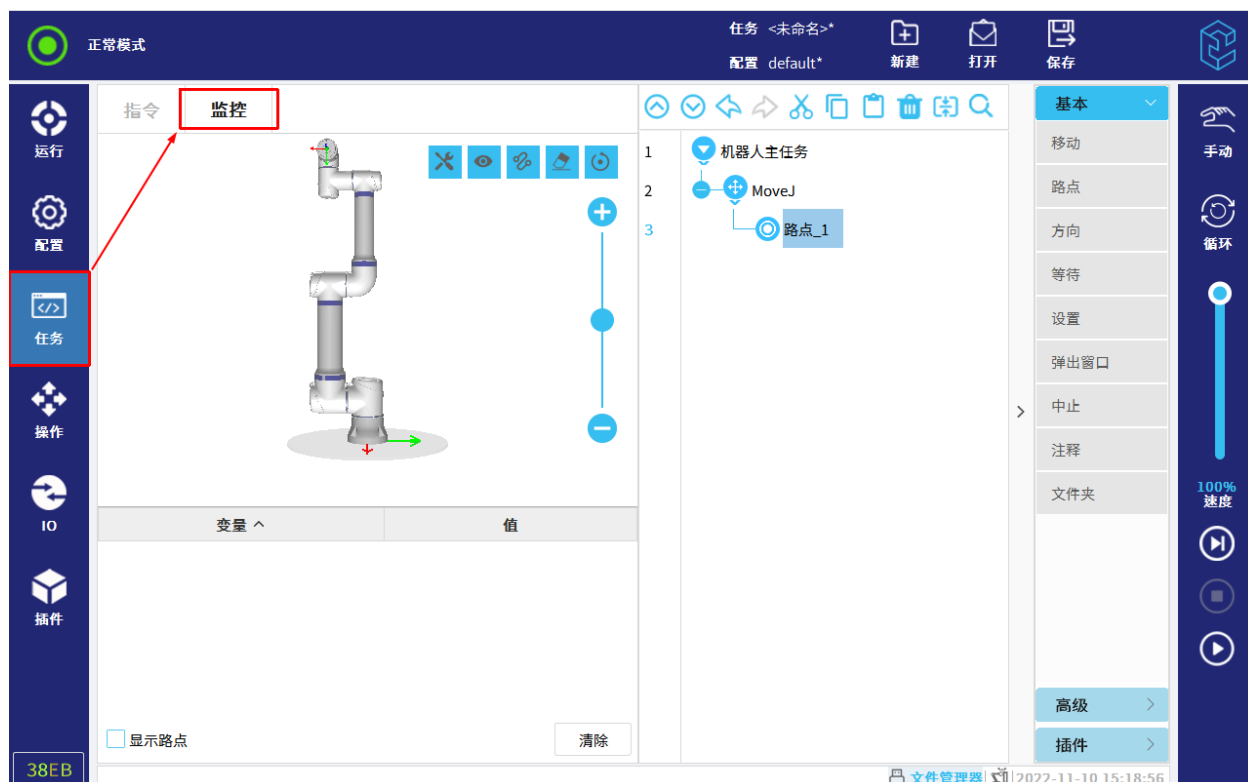 正常模式
任务 <未命名>*
配置 default*
新建
打开
保存
运行
配置
任务
操作
IO
插件
38EB
指令
监控
变量
值
显示路点
清除
1 机器人主任务
2 MoveJ
3 路点_1
基本
移动
路点
方向
等待
设置
弹出窗口
中止
注释
文件夹
高级
插件
手动
循环
100%
速度
文件管理器
2022-11-10 15:18:56